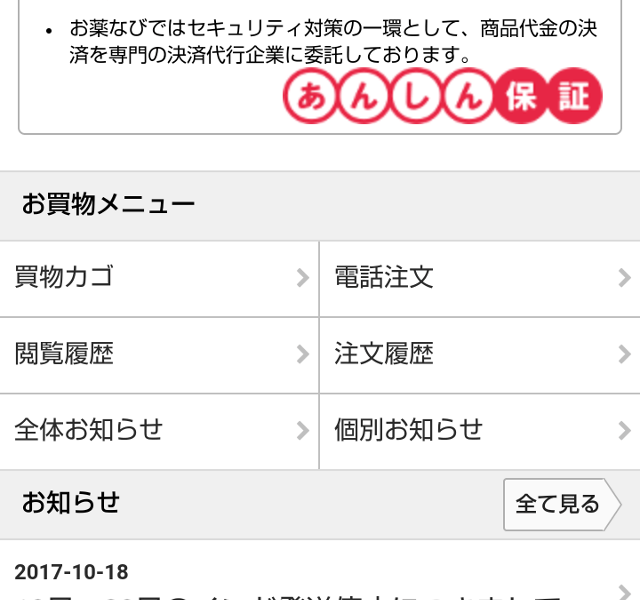 • お薬なびではセキュリティ対策の一環として、商品代金の決
済を専門の決済代行企業に委託しております。
あんしん保証
お買物メニュー
買物カゴ
電話注文
閲覧履歴
注文履歴
全体お知らせ
個別お知らせ
お知らせ
全て見る
2017-10-18